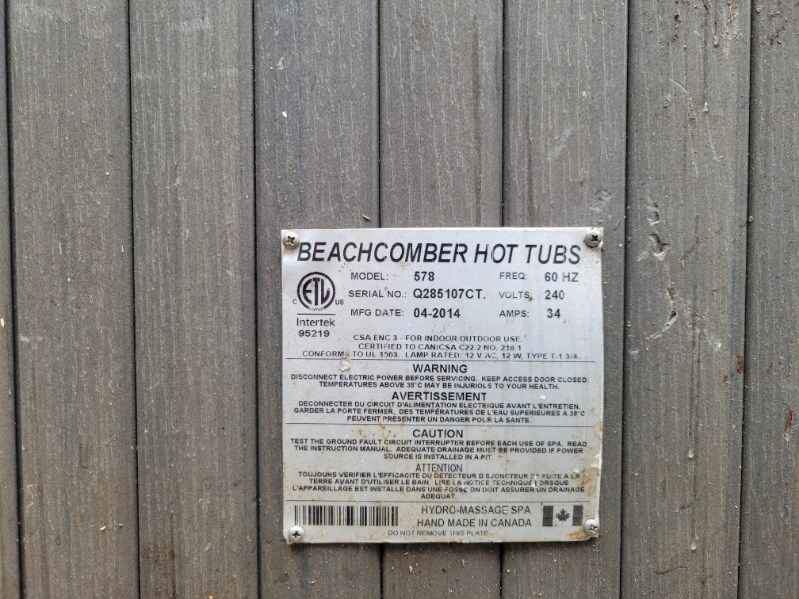 BEACHCOMBER HOT TUBS
MODEL: 578 FREQ: 60 HZ
SERIAL NO.: Q285107CT. VOLTS: 240
MFG DATE: 04-2014 AMPS: 34
C ETL US
Intertek
95219
CSA ENC 3 - FOR INDOOR/OUTDOOR USE.
CERTIFIED TO CAN/CSA C22.2 NO. 218.1
CONFORMS TO UL 1563. LAMP RATED: 12 V AC, 12 W, TYPE T-1 3/4.
WARNING
DISCONNECT ELECTRIC POWER BEFORE SERVICING. KEEP ACCESS DOOR CLOSED.
TEMPERATURES ABOVE 38°C MAY BE INJURIOUS TO YOUR HEALTH.
AVERTISSEMENT
DECONNECTER DU CIRCUIT D'ALIMENTATION ELECTRIQUE AVANT L'ENTRETIEN.
GARDER LA PORTE FERMER, DES TEMPERATURES DE L'EAU SUPERIEURES A 38°C
PEUVENT PRÉSENTER UN DANGER POUR LA SANTE.
CAUTION
TEST THE GROUND FAULT CIRCUIT INTERRUPTER BEFORE EACH USE OF SPA. READ
THE INSTRUCTION MANUAL. ADEQUATE DRAINAGE MUST BE PROVIDED IF POWER
SOURCE IS INSTALLED IN A PIT.
ATTENTION
TOUJOURS VERIFIER L'EFFICACITE DU DETECTEUR DISJONCTEUR DE FUITE A LA
TERRE AVANT D'UTILISER LE BAIN. LIRE LA NOTICE TECHNIQUE LORSQUE
L'APPAREILLAGE EST INSTALLE DANS UNE FOSSE ON DOIT ASSURER UN DRAINAGE
ADEQUAT.
HYDRO-MASSAGE SPA
HAND MADE IN CANADA
DO NOT REMOVE THIS PLATE